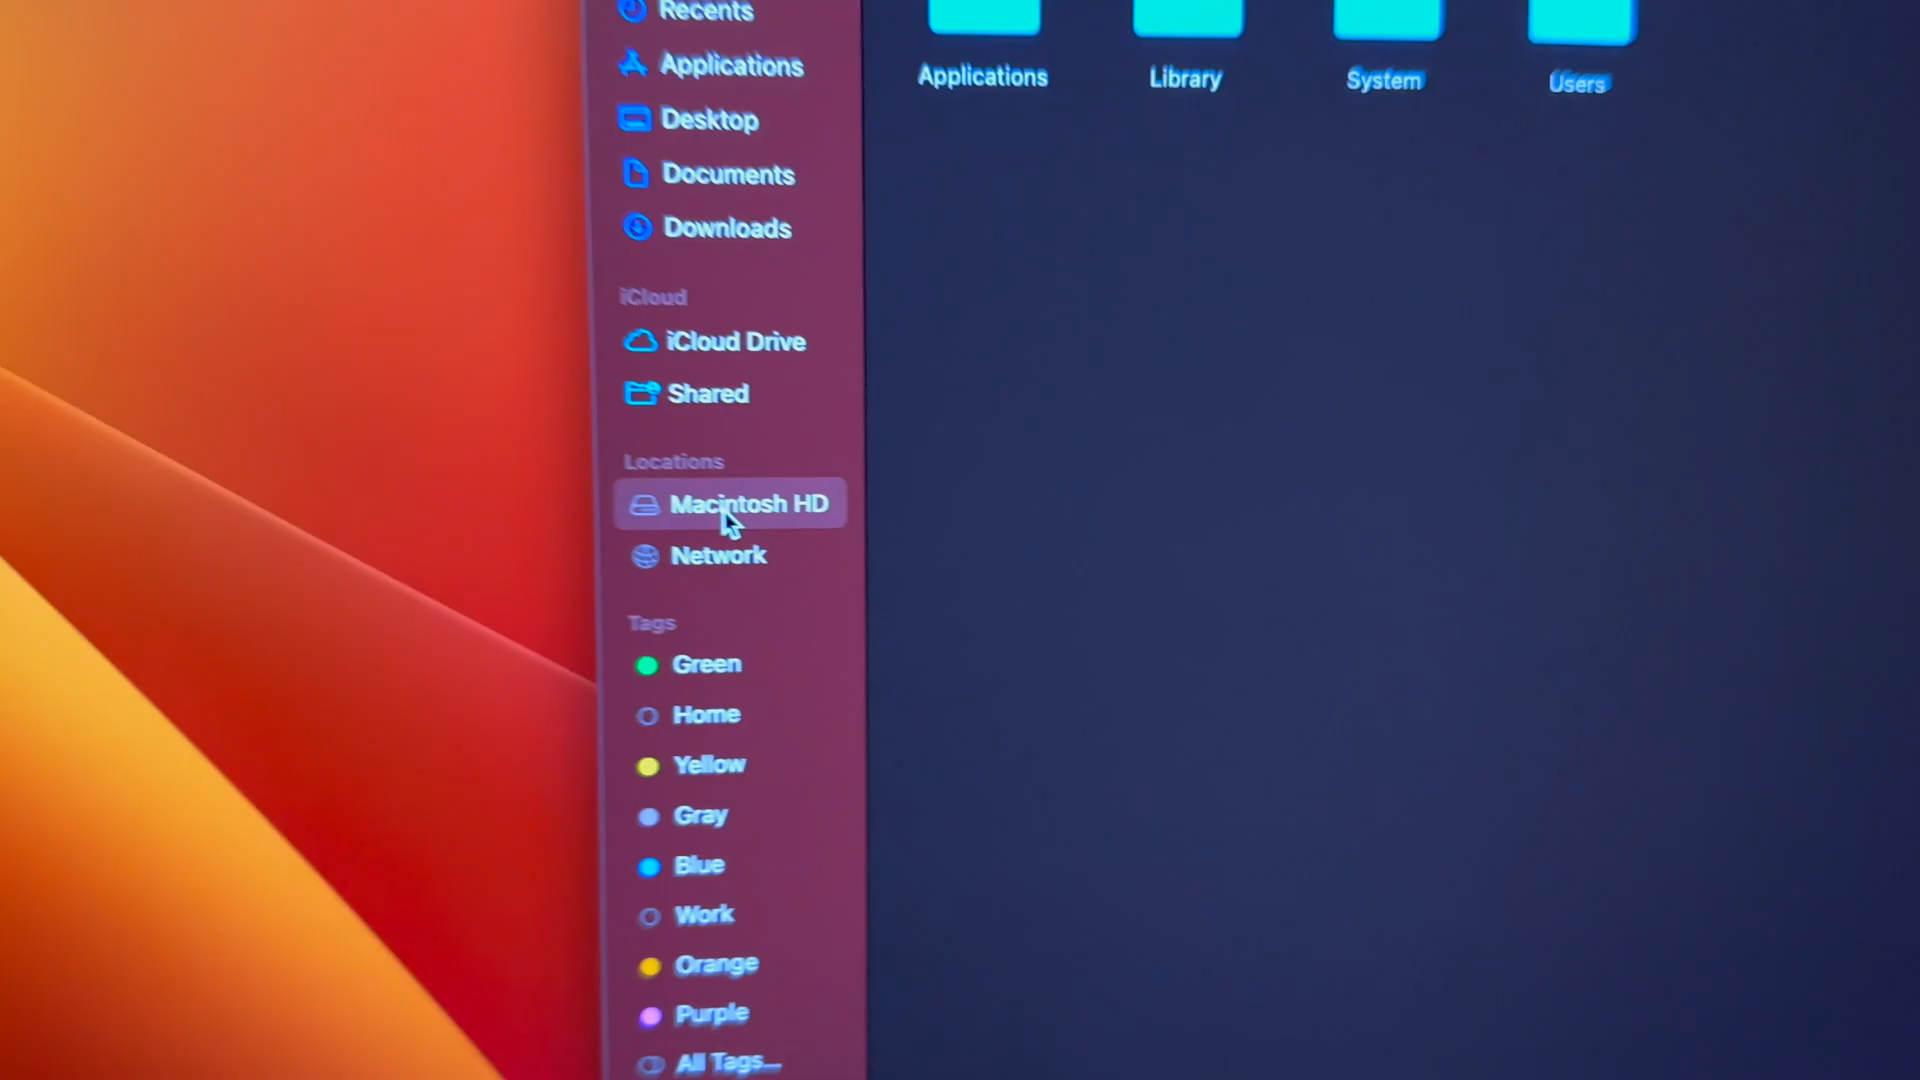 Recents
Applications
Desktop
Documents
Downloads
iCloud
iCloud Drive
Shared
Locations
Macintosh HD
Network
Tags
Green
Home
Yellow
Gray
Blue
Work
Orange
Purple
All Tags...
Applications
Library
System
Users